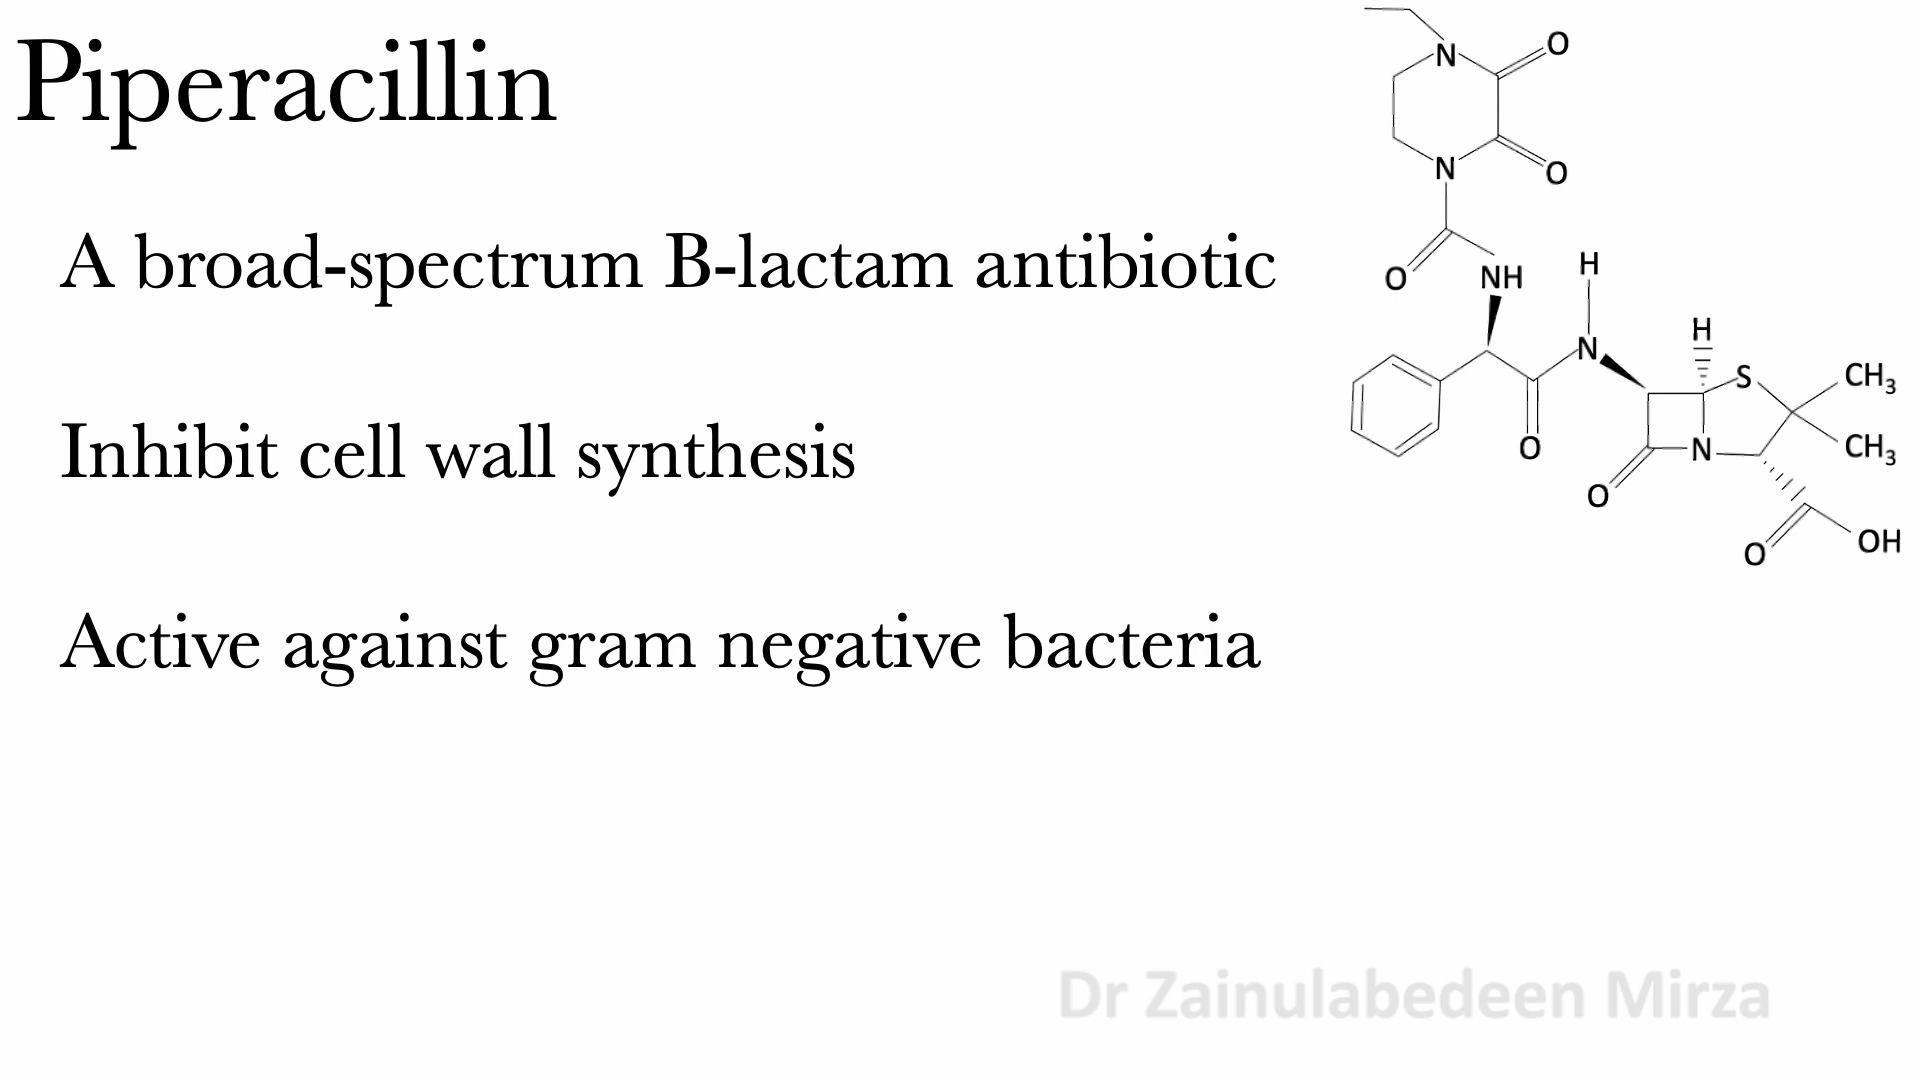 Piperacillin
A broad-spectrum B-lactam antibiotic
Inhibit cell wall synthesis
Active against gram negative bacteria
N
O
N
O
O
NH
H
N
H
S
CH3
O
N
CH3
O
O
OH
Dr Zainulabedeen Mirza